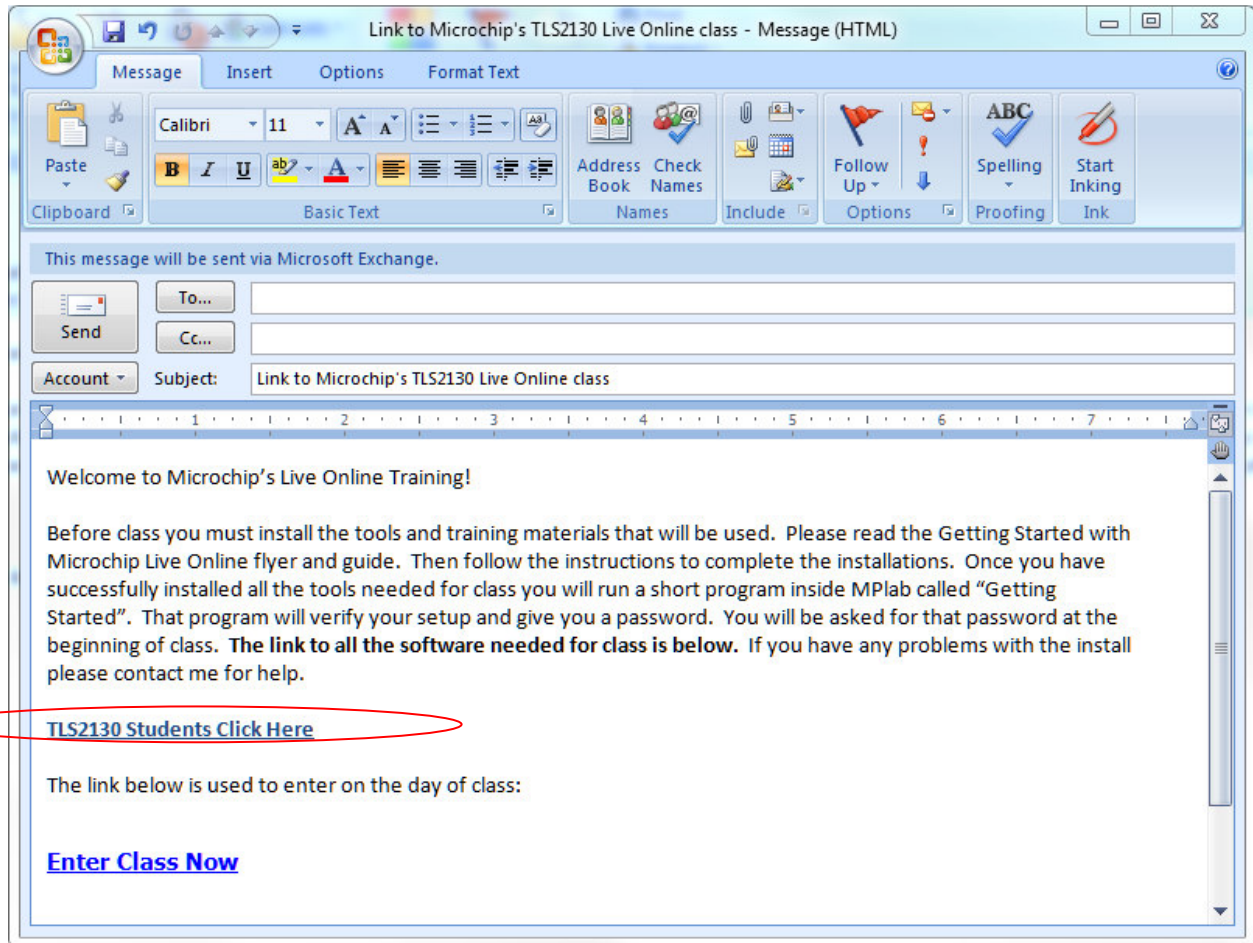 Link to Microchip's TLS2130 Live Online class - Message (HTML)
Message Insert Options Format Text
Paste
Clipboard
Calibri 11
B I U ab A
Basic Text
Address Book
Check Names
Names
Include
Follow Up
Options
ABC
Spelling
Proofing
Start Inking
Ink
This message will be sent via Microsoft Exchange.
Send
To...
Cc...
Account Subject: Link to Microchip's TLS2130 Live Online class
1 2 3 4 5 6 7
Welcome to Microchip’s Live Online Training!
Before class you must install the tools and training materials that will be used. Please read the Getting Started with
Microchip Live Online flyer and guide. Then follow the instructions to complete the installations. Once you have
successfully installed all the tools needed for class you will run a short program inside MPlab called “Getting
Started”. That program will verify your setup and give you a password. You will be asked for that password at the
beginning of class. The link to all the software needed for class is below. If you have any problems with the install
please contact me for help.
TLS2130 Students Click Here
The link below is used to enter on the day of class:
Enter Class Now